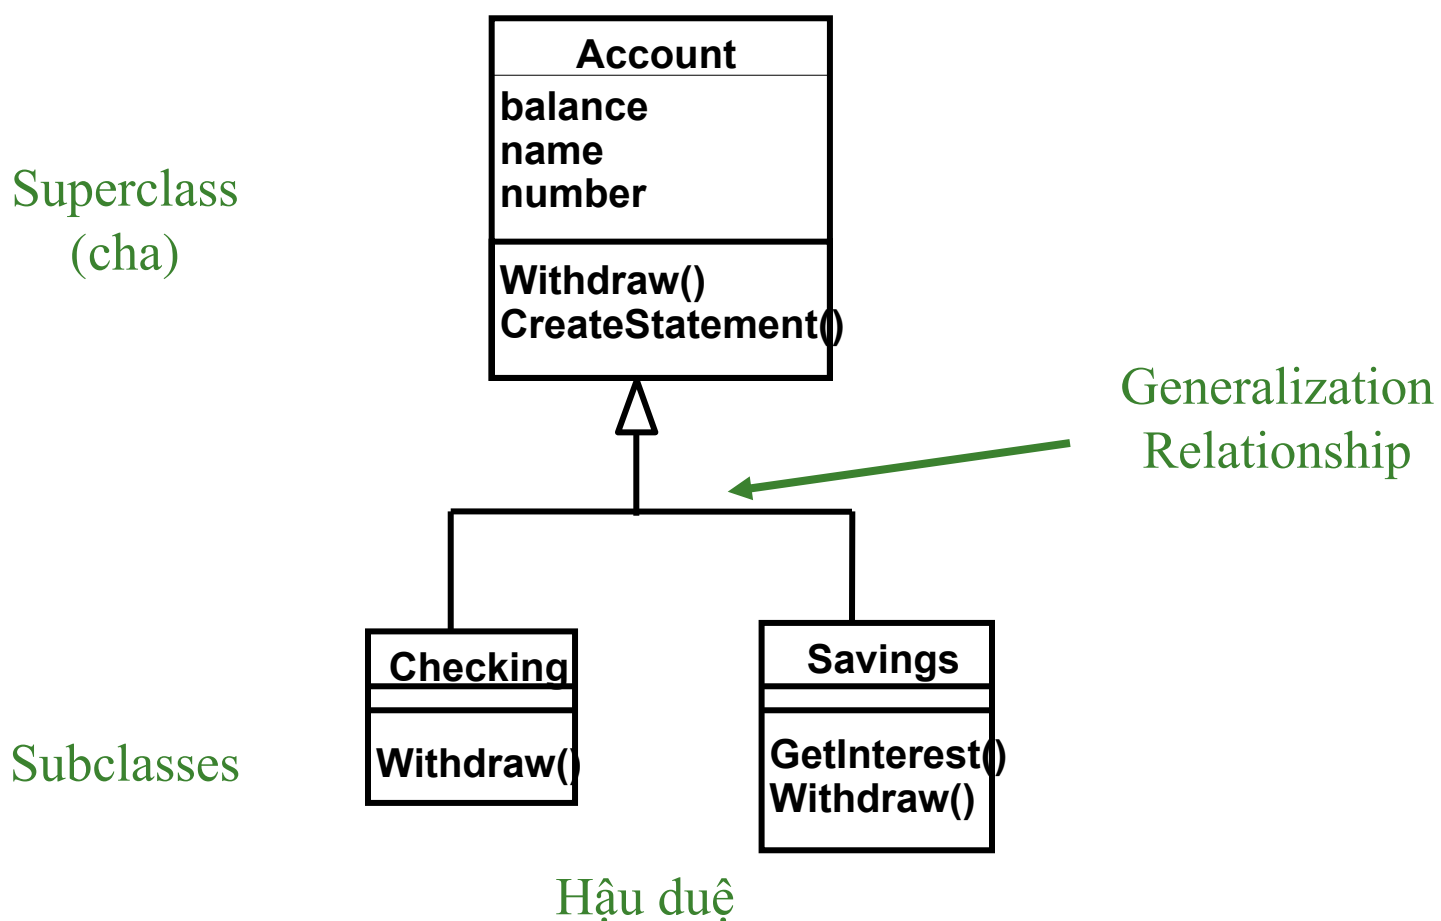 Account
balance
name
number
Withdraw()
CreateStatement()
Superclass
(cha)
Generalization
Relationship
Checking
Withdraw()
Savings
GetInterest()
Withdraw()
Subclasses
Hậu duệ